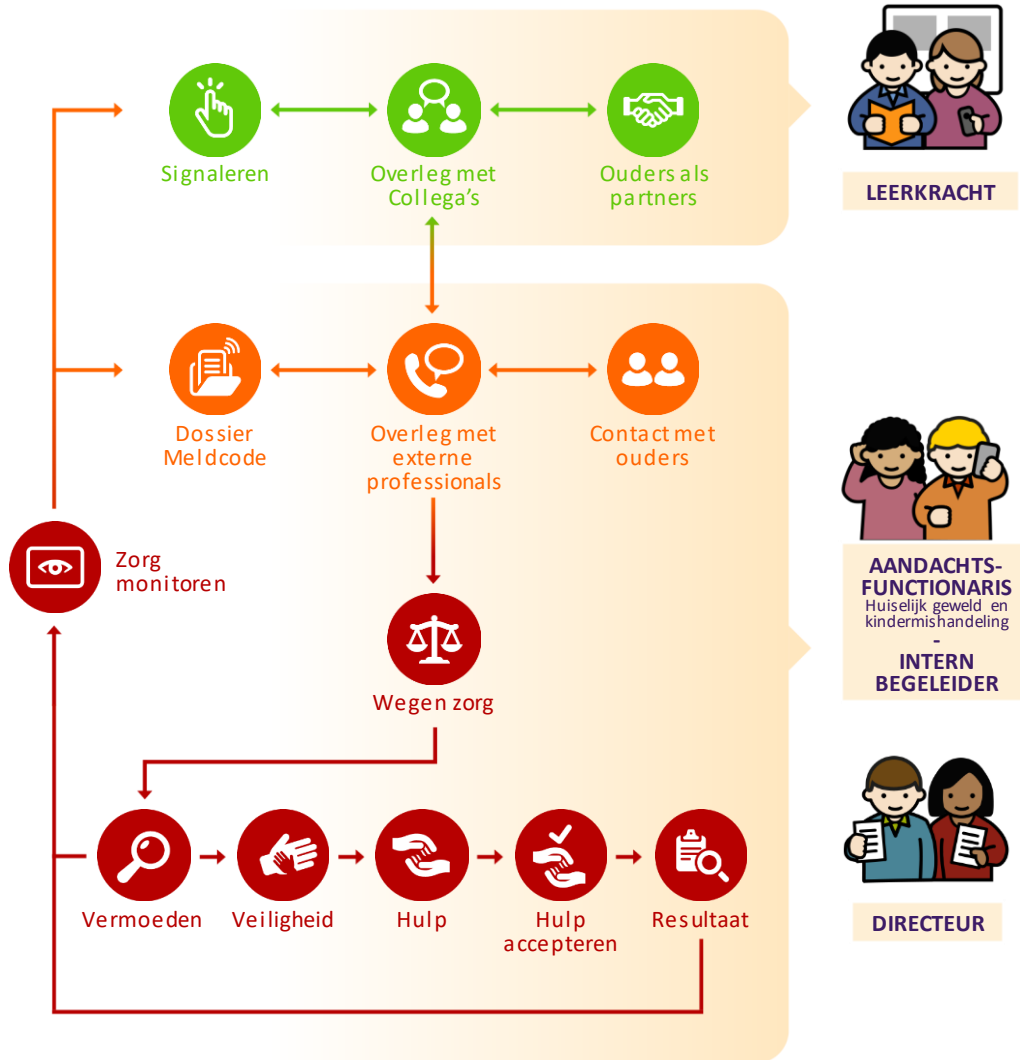 Signaleren
Overleg met
Collega's
Ouders als
partners
LEERKRACHT
Dossier
Meldcode
Overleg met
externe
professionals
Contact met
ouders
Zorg
monitoren
AANDACHTS-
FUNCTIONARIS
Huiselijk geweld en
kindermishandeling
-
INTERN
BEGELEIDER
Wegen zorg
Vermoeden
Veiligheid
Hulp
Hulp
accepteren
Resultaat
DIRECTEUR